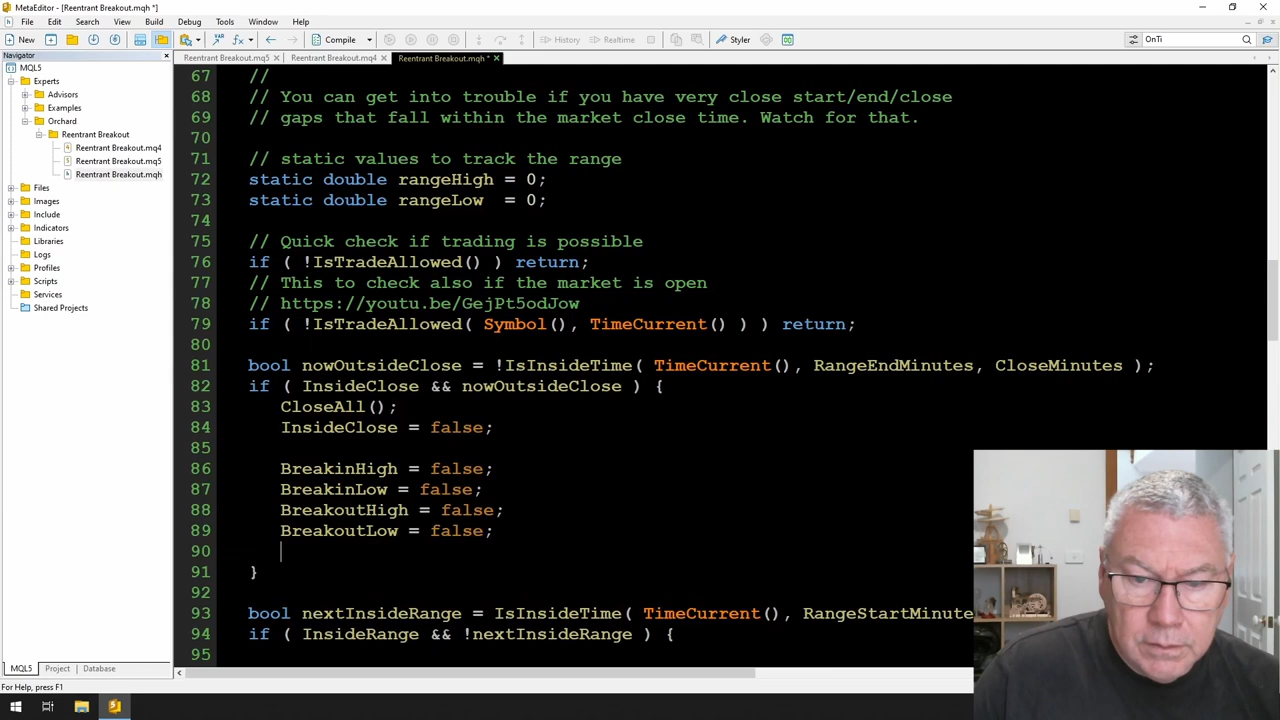 MetaEditor - [Reentrant Breakout.mqh *]
File Edit Search View Build Debug Tools Window Help
New Compile History Realtime Styler OnTi
Navigator
Reentrant Breakout.mq5 Reentrant Breakout.mq4 Reentrant Breakout.mqh *
MQL5
Experts
Advisors
Examples
Orchard
Reentrant Breakout
Reentrant Breakout.mq4
Reentrant Breakout.mq5
Reentrant Breakout.mqh
Files
Images
Include
Indicators
Libraries
Logs
Profiles
Scripts
Services
Shared Projects
67 //
68 // You can get into trouble if you have very close start/end/close
69 // gaps that fall within the market close time. Watch for that.
70
71 // static values to track the range
72 static double rangeHigh = 0;
73 static double rangeLow  = 0;
74
75 // Quick check if trading is possible
76 if ( !IsTradeAllowed() ) return;
77 // This to check also if the market is open
78 // https://youtu.be/GejPt5odJow
79 if ( !IsTradeAllowed( Symbol(), TimeCurrent() ) ) return;
80
81 bool nowOutsideClose = !IsInsideTime( TimeCurrent(), RangeEndMinutes, CloseMinutes );
82 if ( InsideClose && nowOutsideClose ) {
83 CloseAll();
84 InsideClose = false;
85
86 BreakinHigh = false;
87 BreakinLow = false;
88 BreakoutHigh = false;
89 BreakoutLow = false;
90
91 }
92
93 bool nextInsideRange = IsInsideTime( TimeCurrent(), RangeStartMinute
94 if ( InsideRange && !nextInsideRange ) {
95
MQL5 Project Database
For Help, press F1